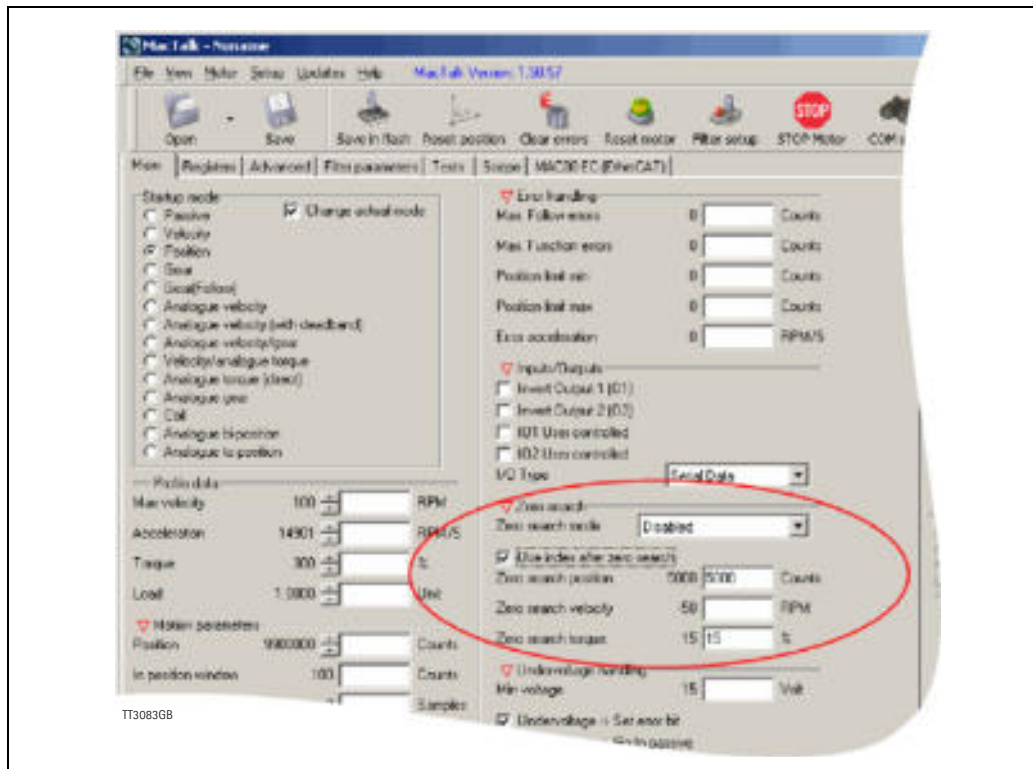 MacTalk - Noname
File View Motor Setup Updates Help MacTalk Version: 1.50.57
Open Save Save in flash Reset position Clear errors Reset motor Filter setup STOP Motor COM
Main Registers Advanced Filter parameters Tests Scope MAC00-EC (EtherCAT)
Startup mode
Change actual mode
Passive
Velocity
Position
Gear
Gear(Follow)
Analogue velocity
Analogue velocity (with deadband)
Analogue velocity/gear
Velocity/analogue torque
Analogue torque (direct)
Analogue gear
Coil
Analogue bi-position
Analogue to position
Profile data
Max velocity 100 RPM
Acceleration 14901 RPM/S
Torque 300 %
Load 1.0000 Unit
Motion parameters
Position 9900000 Counts
In position window 100 Counts
Samples
Error handling
Max. Follow errors 0 Counts
Max. Function errors 0 Counts
Position limit min 0 Counts
Position limit max 0 Counts
Error acceleration 0 RPM/S
Inputs/Outputs
Invert Output 1 (O1)
Invert Output 2 (O2)
IO1 User controlled
IO2 User controlled
I/O Type Serial Data
Zero search
Zero search mode Disabled
Use index after zero search
Zero search position 5000 5000 Counts
Zero search velocity -50 RPM
Zero search torque 15 15 %
Undervoltage handling
Min voltage 15 Volt
Undervoltage -> Set error bit
Go to passive
TT3083GB